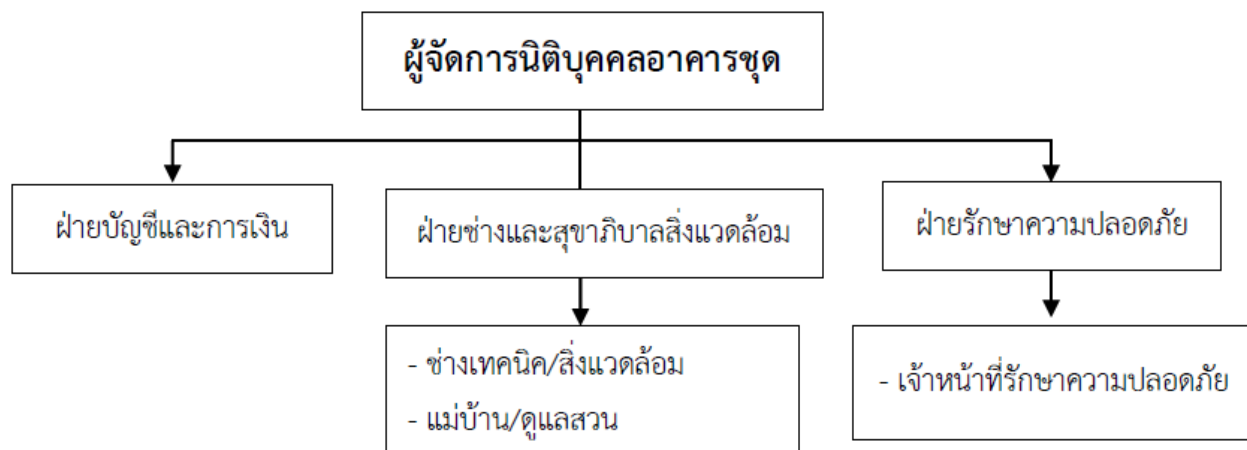 ผู้จัดการนิติบุคคลอาคารชุด
ฝ่ายบัญชีและการเงิน
ฝ่ายช่างและสุขาภิบาลสิ่งแวดล้อม
ฝ่ายรักษาความปลอดภัย
- ช่างเทคนิค/สิ่งแวดล้อม
- แม่บ้าน/ดูแลสวน
- เจ้าหน้าที่รักษาความปลอดภัย